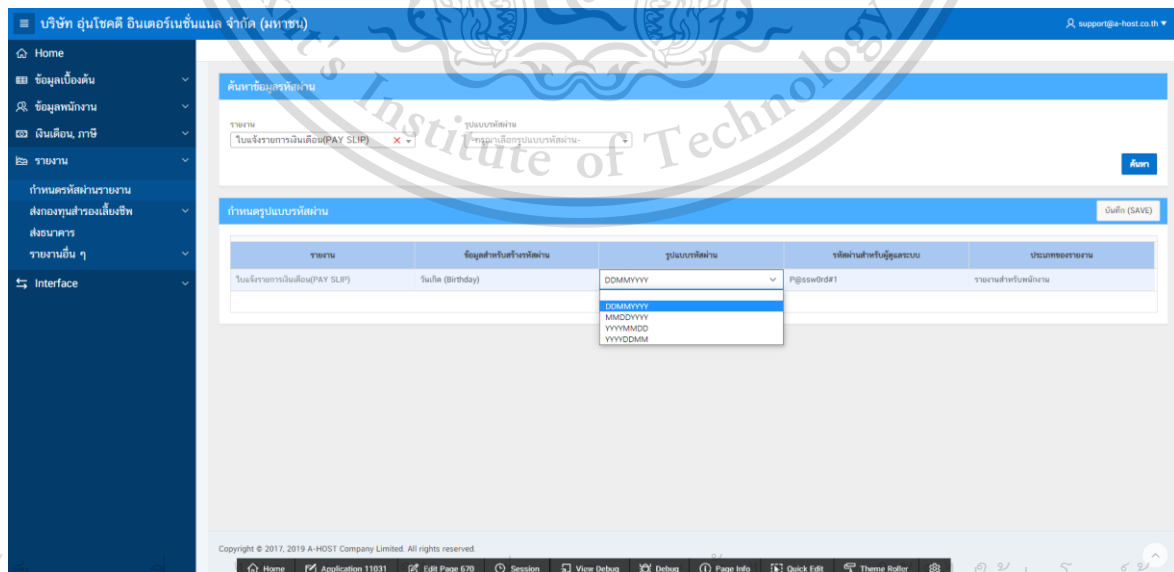 บริษัท อุ่นโชคดี อินเตอร์เนชั่นแนล จำกัด (มหาชน)
support@a-host.co.th
Home
ข้อมูลเบื้องต้น
ข้อมูลพนักงาน
เงินเดือน, ภาษี
รายงาน
กำหนดรหัสผ่านรายงาน
ส่งกองทุนสำรองเลี้ยงชีพ
ส่งธนาคาร
รายงานอื่น ๆ
Interface
ค้นหาข้อมูลรหัสผ่าน
รายงาน รูปแบบรหัสผ่าน
ใบแจ้งรายการเงินเดือน(PAY SLIP) -กรุณาเลือกรูปแบบรหัสผ่าน-
ค้นหา
กำหนดรูปแบบรหัสผ่าน บันทึก (SAVE)
รายงาน ข้อมูลสำหรับสร้างรหัสผ่าน รูปแบบรหัสผ่าน รหัสผ่านสำหรับผู้ดูแลระบบ ประเภทของรายงาน
ใบแจ้งรายการเงินเดือน(PAY SLIP) วันเกิด (Birthday) DDMMYYYY P@ssw0rd#1 รายงานสำหรับพนักงาน
DDMMYYYY
MMDDYYYY
YYYYMMDD
YYYYDDMM
Institute of Technology
Copyright © 2017, 2019 A-HOST Company Limited. All rights reserved.
Home Application 11031 Edit Page 670 Session View Debug Debug Page Info Quick Edit Theme Roller